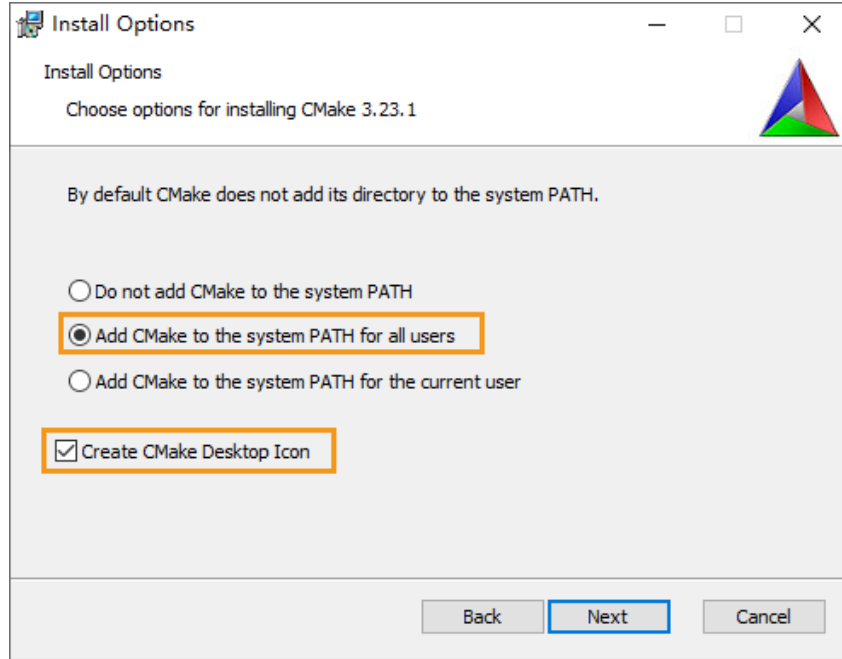 Install Options
Install Options
Choose options for installing CMake 3.23.1
By default CMake does not add its directory to the system PATH.
Do not add CMake to the system PATH
Add CMake to the system PATH for all users
Add CMake to the system PATH for the current user
Create CMake Desktop Icon
Back Next Cancel